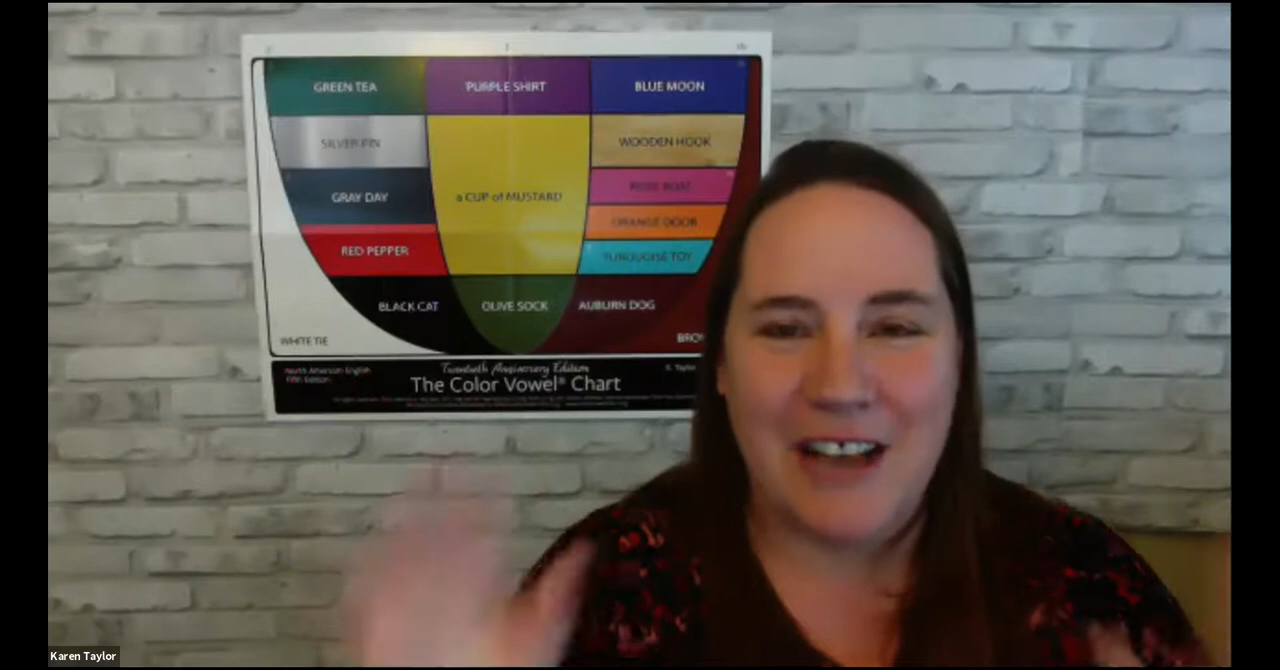 GREEN TEA
PURPLE SHIRT
BLUE MOON
SILVER PIN
WOODEN HOOK
GRAY DAY
a CUP of MUSTARD
ROSE BOAT
ORANGE DOOR
RED PEPPER
TURQUOISE TOY
BLACK CAT
OLIVE SOCK
AUBURN DOG
WHITE TIE
BRO
North American English
Fifth Edition
Twentieth Anniversary Edition
The Color Vowel® Chart
K. Taylor
Karen Taylor